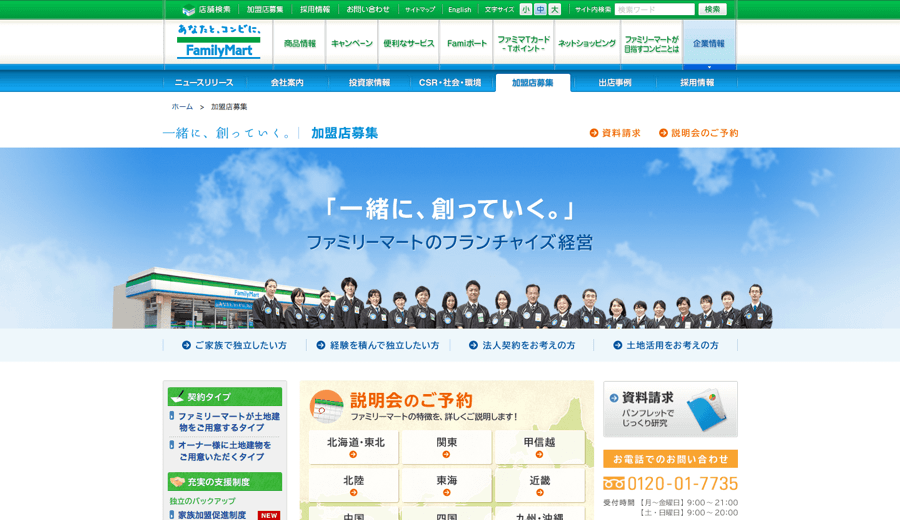 店舗検索 加盟店募集 採用情報 お問い合わせ サイトマップ English 文字サイズ 小 中 大 サイト内検索 検索ワード 検索
あなたと、コンビに、
FamilyMart
商品情報 キャンペーン 便利なサービス Famiポート ファミマTカード
- Tポイント - ネットショッピング ファミリーマートが
目指すコンビニとは 企業情報
ニュースリリース 会社案内 投資家情報 CSR・社会・環境 加盟店募集 出店事例 採用情報
ホーム > 加盟店募集
一緒に、創っていく。 加盟店募集 資料請求 説明会のご予約
「一緒に、創っていく。」
ファミリーマートのフランチャイズ経営
FamilyMart
あなたと、コンビに、
ご家族で独立したい方 経験を積んで独立したい方 法人契約をお考えの方 土地活用をお考えの方
契約タイプ
ファミリーマートが土地建
物をご用意するタイプ
オーナー様に土地建物を
ご用意いただくタイプ
充実の支援制度
独立のバックアップ
家族加盟促進制度 NEW
説明会のご予約
ファミリーマートの特徴を、詳しくご説明します!
北海道・東北 関東 甲信越
北陸 東海 近畿
中国 四国 九州・沖縄
資料請求
パンフレットで
じっくり研究
お電話でのお問い合わせ
0120-01-7735
受付時間 【月~金曜日】9:00~21:00
【土・日曜日】9:00~20:00